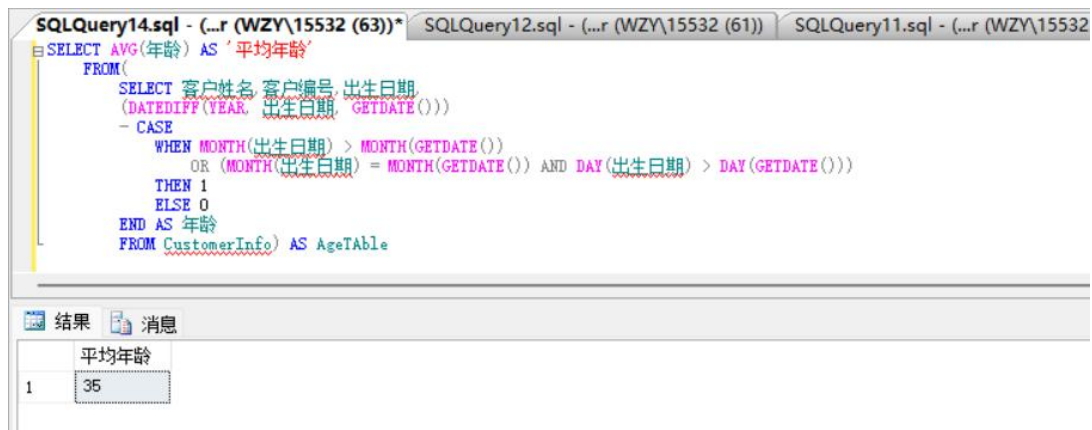 SQLQuery14.sql - (...r (WZY\15532 (63))* SQLQuery12.sql - (...r (WZY\15532 (61)) SQLQuery11.sql - (...r (WZY\15532
SELECT AVG(年龄) AS '平均年龄'
FROM(
SELECT 客户姓名,客户编号,出生日期,
(DATEDIFF(YEAR, 出生日期, GETDATE()))
- CASE
WHEN MONTH(出生日期) > MONTH(GETDATE())
OR (MONTH(出生日期) = MONTH(GETDATE()) AND DAY(出生日期) > DAY(GETDATE()))
THEN 1
ELSE 0
END AS 年龄
FROM CustomerInfo) AS AgeTAble
结果 消息
平均年龄
1 35